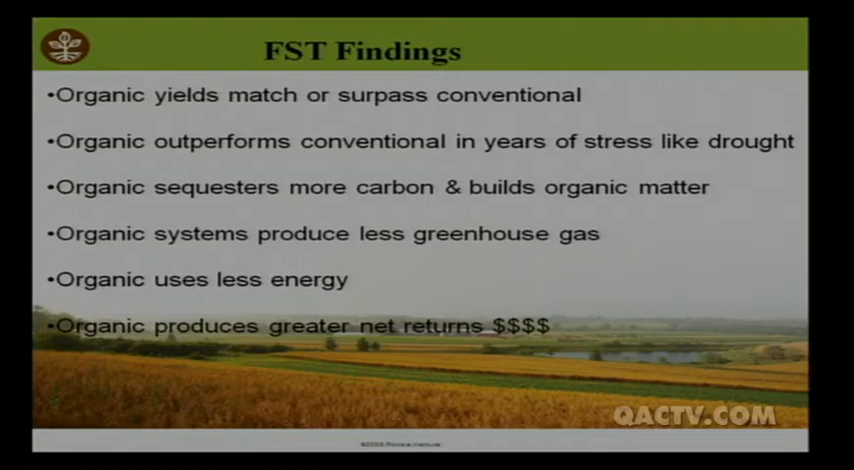 FST Findings
•Organic yields match or surpass conventional
•Organic outperforms conventional in years of stress like drought
•Organic sequesters more carbon & builds organic matter
•Organic systems produce less greenhouse gas
•Organic uses less energy
•Organic produces greater net returns $$$$
QACTV.COM
Institute